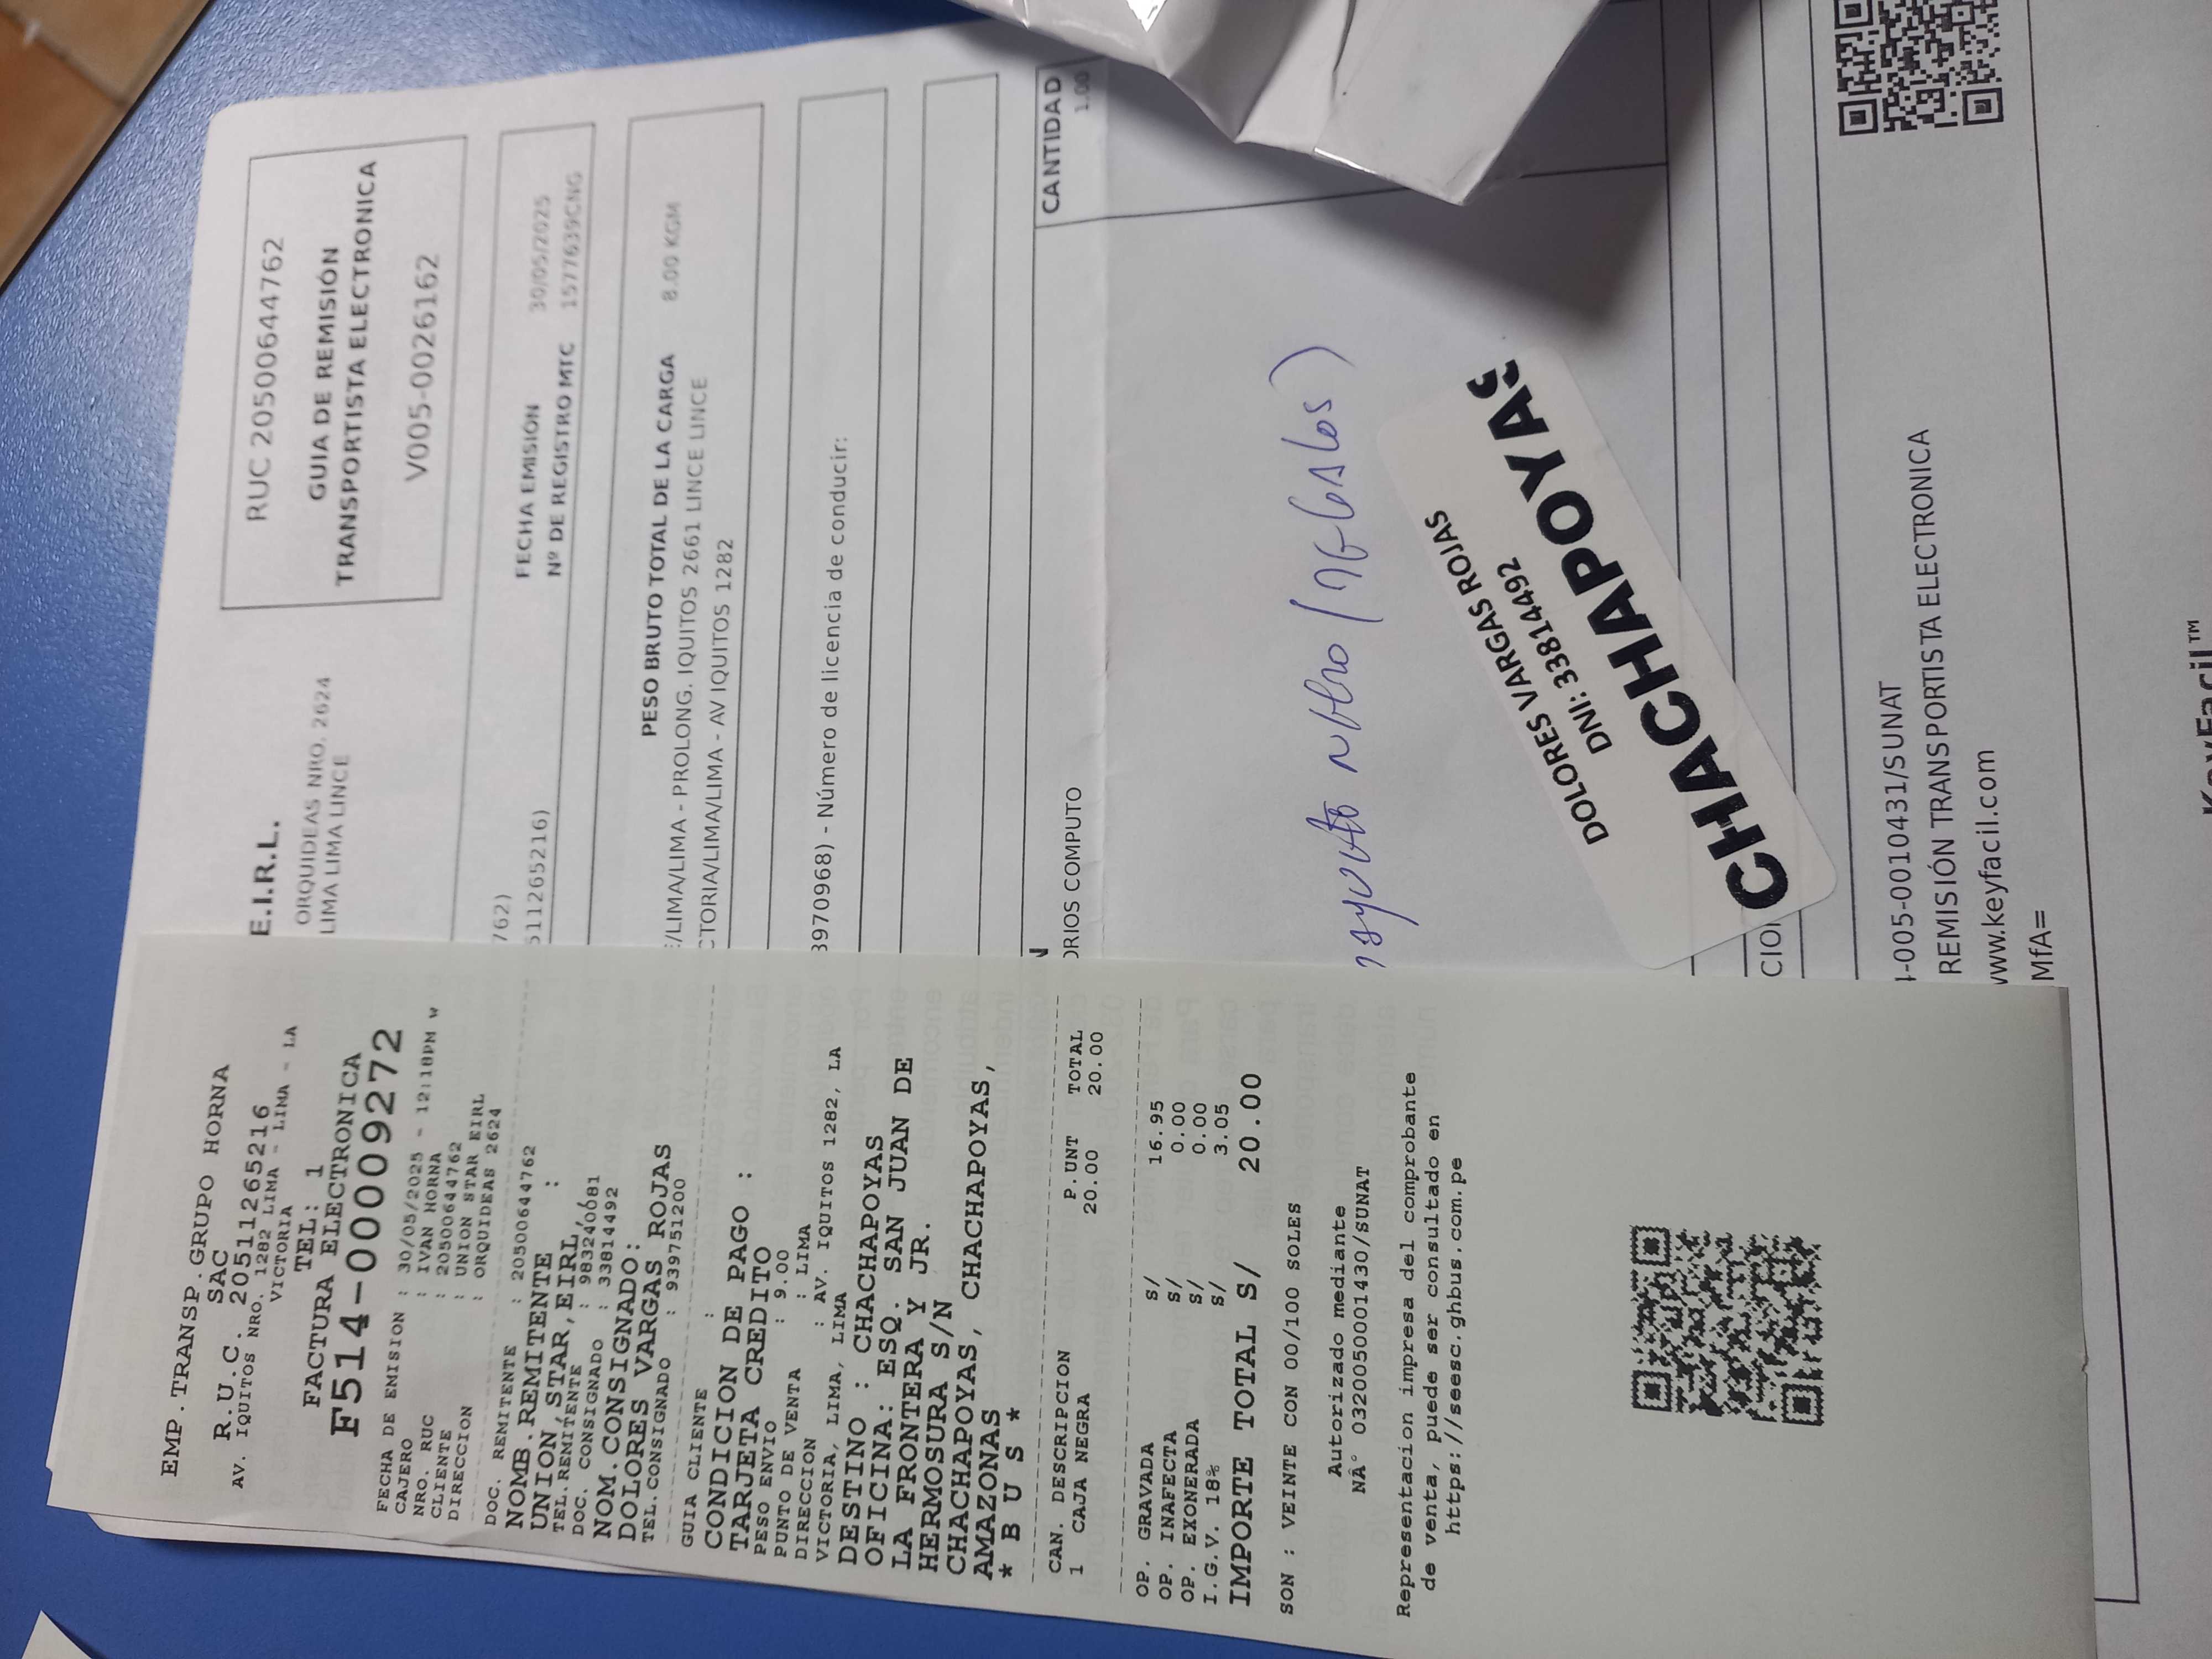 EMP.TRANSP.GRUPO HORNA
SAC
R.U.C. 20511265216
AV. IQUITOS NRO. 1282 LIMA - LIMA - LA
VICTORIA
TEL: 1
FACTURA ELECTRONICA
F514-00009272
FECHA DE EMISION : 30/05/2025 - 12:18PM w
CAJERO : IVAN HORNA
NRO. RUC : 20500644762
CLIENTE : UNION STAR EIRL
DIRECCION : ORQUIDEAS 2624
DOC. REMITENTE : 20500644762
NOMB.REMITENTE :
UNION STAR,EIRL,
TEL.REMITENTE : 983240681
DOC. CONSIGNADO : 33814492
NOM.CONSIGNADO:
DOLORES VARGAS ROJAS
TEL.CONSIGNADO : 939751200
GUIA CLIENTE :
CONDICION DE PAGO :
TARJETA CREDITO
PESO ENVIO : 9.00
PUNTO DE VENTA : LIMA
DIRECCION : AV. IQUITOS 1282, LA
VICTORIA, LIMA, LIMA
DESTINO : CHACHAPOYAS
OFICINA: ESQ. SAN JUAN DE
LA FRONTERA Y JR.
HERMOSURA S/N
CHACHAPOYAS, CHACHAPOYAS,
AMAZONAS
* B U S *
CAN. DESCRIPCION P.UNT TOTAL
1 CAJA NEGRA 20.00 20.00
OP. GRAVADA S/ 16.95
OP. INAFECTA S/ 0.00
OP. EXONERADA S/ 0.00
I.G.V. 18% S/ 3.05
IMPORTE TOTAL S/ 20.00
SON : VEINTE CON 00/100 SOLES
Autorizado mediante
NÂ° 0320050001430/SUNAT
Representacion impresa del comprobante
de venta, puede ser consultado en
https://seesc.ghbus.com.pe
E.I.R.L.
ORQUIDEAS NRO. 2624
LIMA LIMA LINCE
RUC 20500644762
GUIA DE REMISIÓN
TRANSPORTISTA ELECTRONICA
V005-0026162
762)
FECHA EMISIÓN 30/05/2025
511265216)
Nº DE REGISTRO MTC 1577639CNG
PESO BRUTO TOTAL DE LA CARGA 8.00 KGM
/LIMA/LIMA - PROLONG. IQUITOS 2661 LINCE LINCE
CTORIA/LIMA/LIMA - AV IQUITOS 1282
39710968) - Número de licencia de conducir:
N CANTIDAD
ORIOS COMPUTO 1.00
DOLORES VARGAS ROJAS
DNI: 33814492
CHACHAPOYAS
CION
-005-0010431/SUNAT
REMISIÓN TRANSPORTISTA ELECTRONICA
www.keyfacil.com
MfA=
KeyFacil™